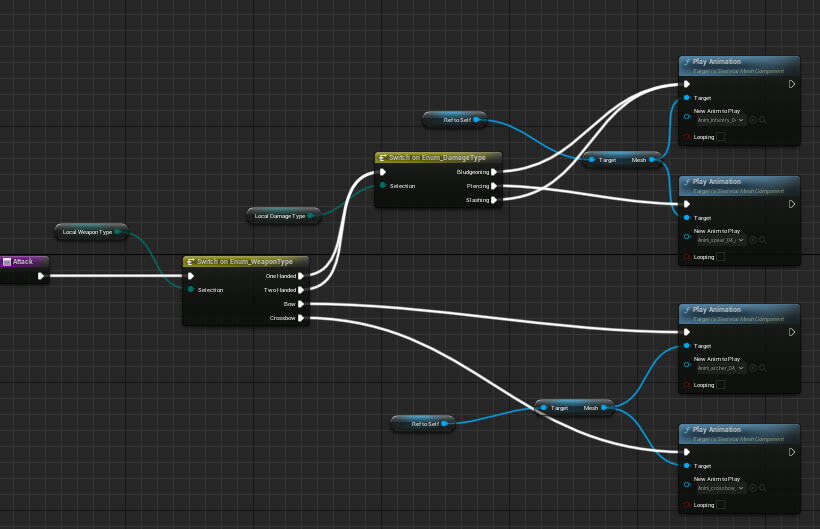 Play Animation
Target is Skeletal Mesh Component
Target
New Anim to Play
Anim_infantry_0
Looping
Ref to Self
Target Mesh
Switch on Enum_DamageType
Bludgeoning
Selection
Piercing
Slashing
Play Animation
Target is Skeletal Mesh Component
Target
New Anim to Play
Anim_spear_04_
Looping
Local Damage Type
Local Weapon Type
Attack
Switch on Enum_WeaponType
One Handed
Selection
Two Handed
Bow
Crossbow
Play Animation
Target is Skeletal Mesh Component
Target
New Anim to Play
Anim_archer_04_
Looping
Target Mesh
Ref to Self
Play Animation
Target is Skeletal Mesh Component
Target
New Anim to Play
Anim_crossbow_
Looping